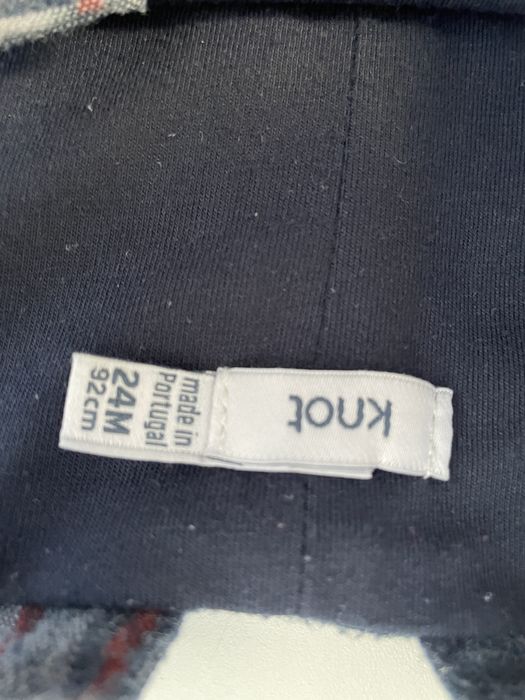 knot
made in
Portugal
24M
92cm